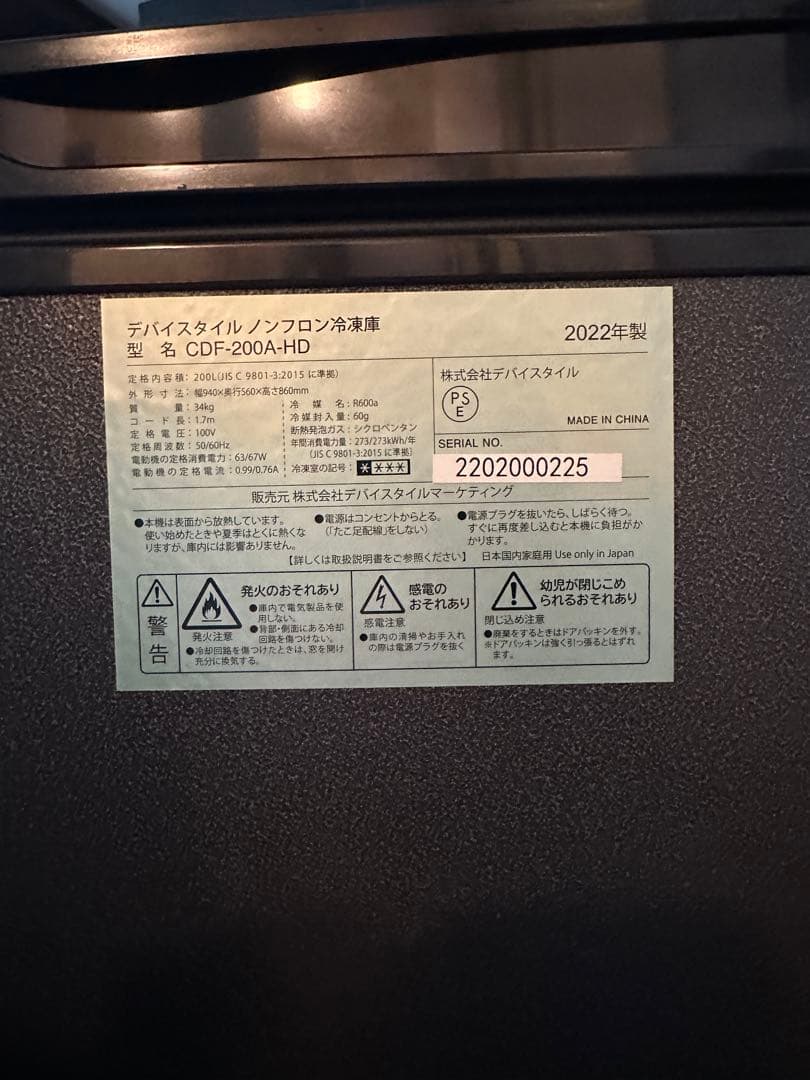 デバイスタイル ノンフロン冷凍庫
型 名 CDF-200A-HD
2022年製
定格内容積：200L(JIS C 9801-3:2015 に準拠)
外形寸法：幅940×奥行560×高さ860mm
質量：34kg
コード長：1.7m
定格電圧：100V
定格周波数：50/60Hz
電動機の定格消費電力：63/67W
電動機の定格電流：0.99/0.76A
冷媒名：R600a
冷媒封入量：60g
断熱発泡ガス：シクロペンタン
年間消費電力量：273/273kWh/年
(JIS C 9801-3:2015 に準拠)
冷凍室の記号：＊＊＊＊
株式会社デバイスタイル
PS
E
MADE IN CHINA
SERIAL NO.
2202000225
販売元 株式会社デバイスタイルマーケティング
●本機は表面から放熱しています。
使い始めたときや夏季はとくに熱くな
りますが、庫内には影響ありません。
●電源はコンセントからとる。
(「たこ足配線」をしない)
●電源プラグを抜いたら、しばらく待つ。
すぐに再度差し込むと本機に負担がか
かります。
【詳しくは取扱説明書をご参照ください】 日本国内家庭用 Use only in Japan
警告
発火注意
発火のおそれあり
●庫内で電気製品を使
用しない。
●背部・側面にある冷却
回路を傷つけない。
●冷却回路を傷つけたときは、窓を開け
充分に換気する。
感電のおそれあり
感電注意
●庫内の清掃やお手入れ
の際は電源プラグを抜く
幼児が閉じこめ
られるおそれあり
閉じ込め注意
●廃棄をするときはドアパッキンを外す。
※ドアパッキンは強く引っ張るとはずれ
ます。